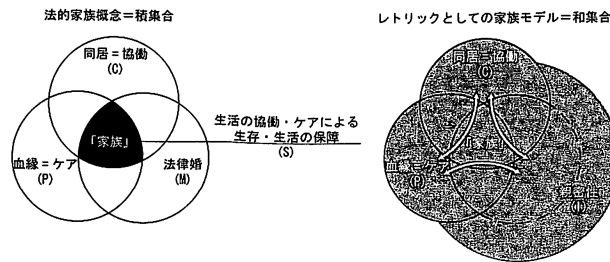 法的家族概念＝積集合
同居＝協働
(C)
「家族」
血縁＝ケア
(P)
法律婚
(M)
生活の協働・ケアによる
生存・生活の保障
(S)
レトリックとしての家族モデル＝和集合
同居＝協働
(C)
血縁＝ケア
(P)